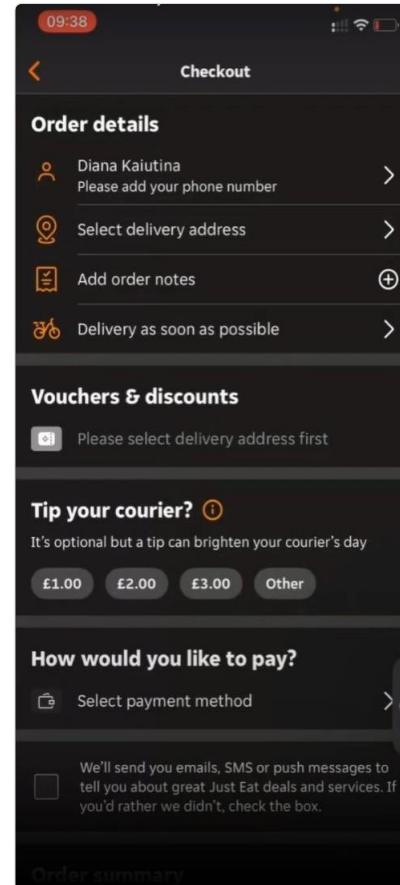 09:38
Checkout
Order details
Diana Kaiutina
Please add your phone number
Select delivery address
Add order notes
Delivery as soon as possible
Vouchers & discounts
Please select delivery address first
Tip your courier?
It's optional but a tip can brighten your courier's day
£1.00 £2.00 £3.00 Other
How would you like to pay?
Select payment method
We'll send you emails, SMS or push messages to
tell you about great Just Eat deals and services. If
you'd rather we didn't, check the box.
Order summary